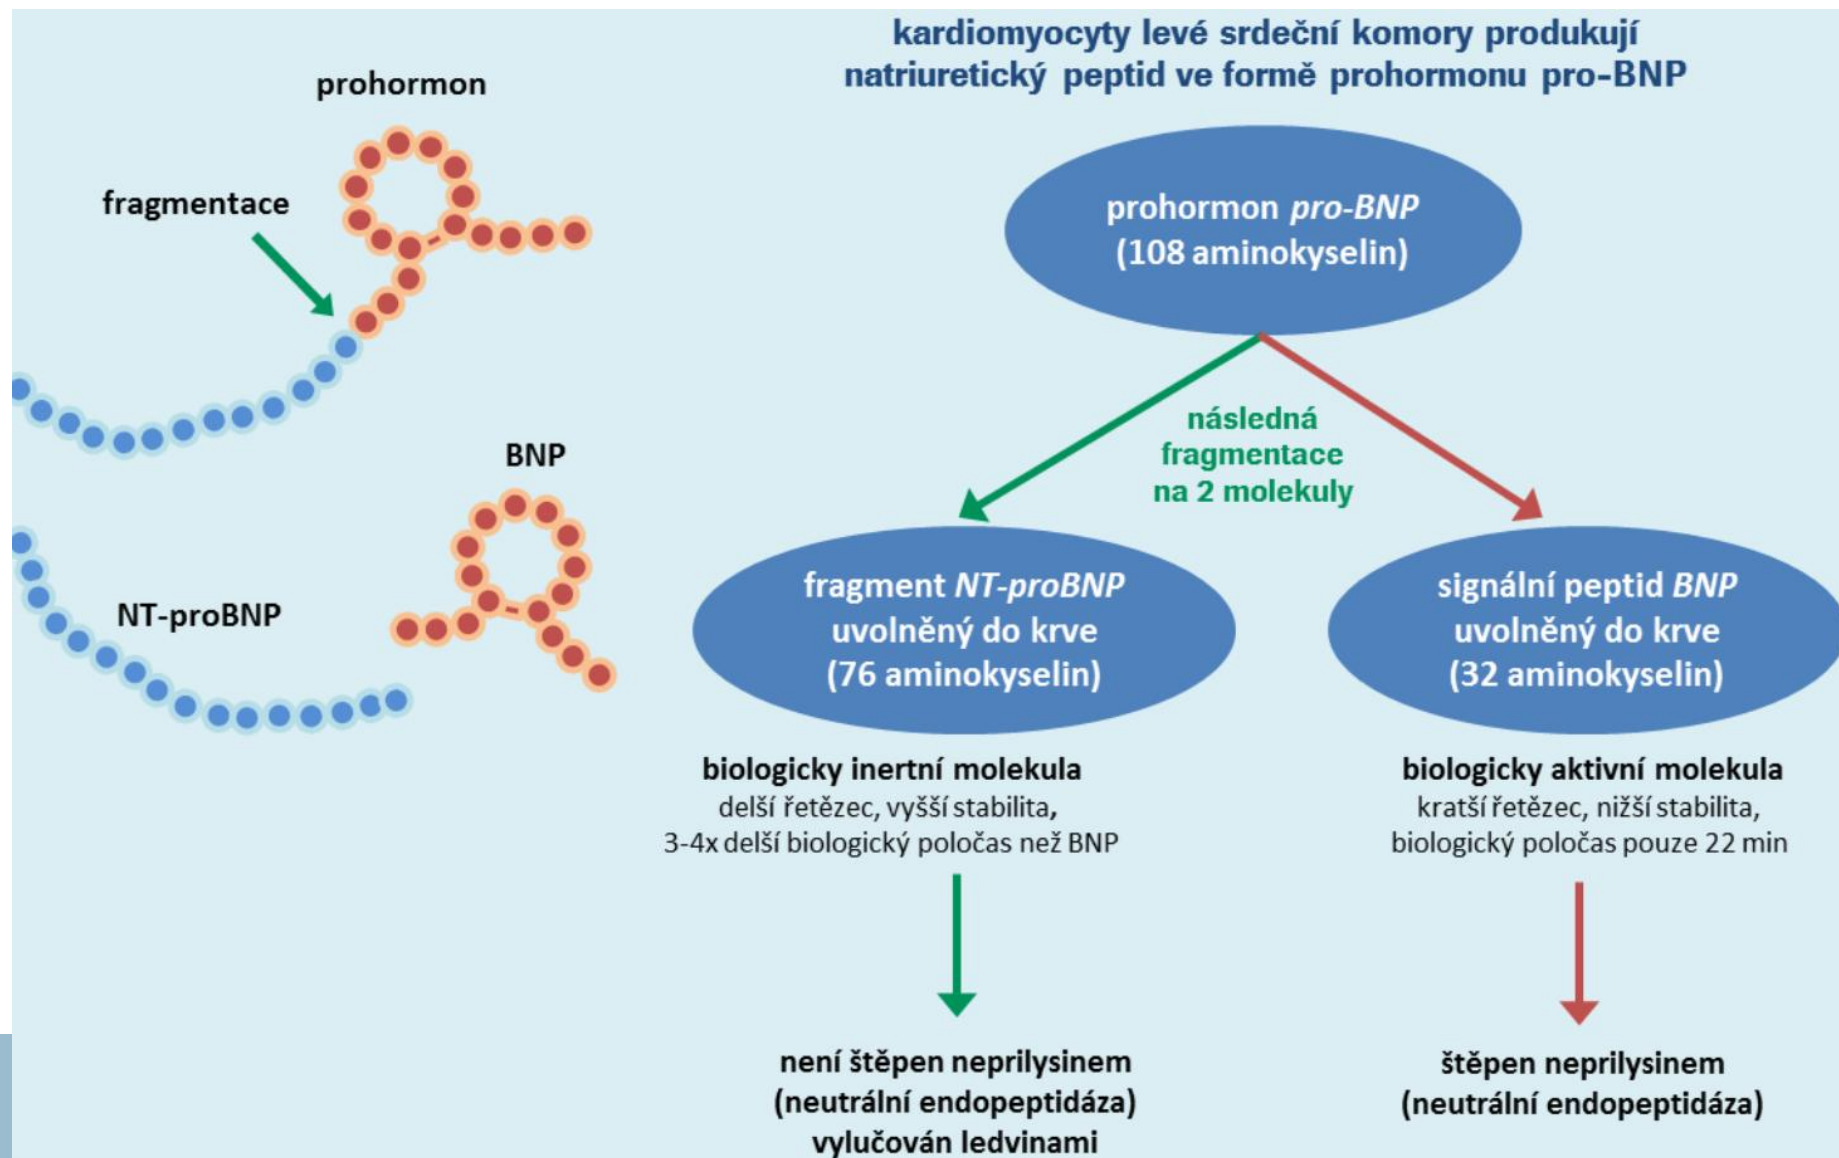 kardiomyocyty levé srdeční komory produkují
natriuretický peptid ve formě prohormonu pro-BNP
prohormon
fragmentace
BNP
NT-proBNP
prohormon pro-BNP
(108 aminokyselin)
následná
fragmentace
na 2 molekuly
fragment NT-proBNP
uvolněný do krve
(76 aminokyselin)
signální peptid BNP
uvolněný do krve
(32 aminokyselin)
biologicky inertní molekula
delší řetězec, vyšší stabilita,
3-4x delší biologický poločas než BNP
biologicky aktivní molekula
kratší řetězec, nižší stabilita,
biologický poločas pouze 22 min
není štěpen neprilysinem
(neutrální endopeptidáza)
vylučován ledvinami
štěpen neprilysinem
(neutrální endopeptidáza)